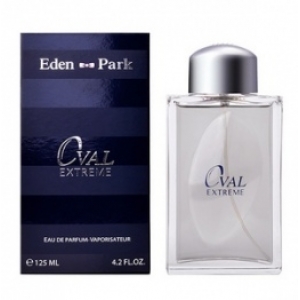 Eden Park
OVAL
EXTREME
EAU DE PARFUM VAPORISATEUR
℮ 125 ML 4.2 FL.OZ.
OVAL
EXTREME